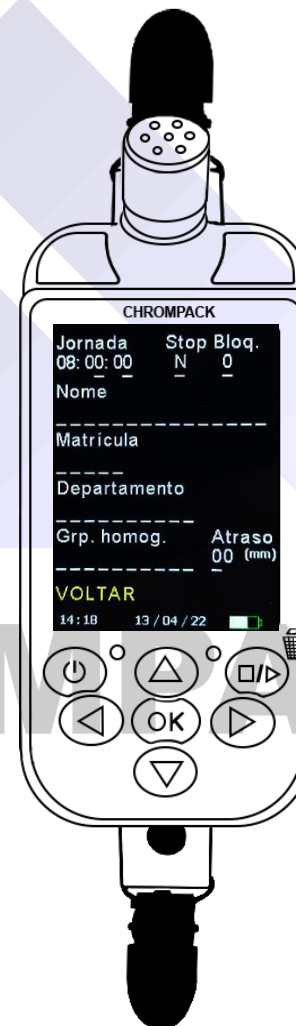 CHROMPACK
Jornada Stop Bloq.
08:00:00 N 0
Nome
Matrícula
Departamento
Grp. homog. Atraso
00 (mm)
VOLTAR
14:18 13/04/22
OK
MPA